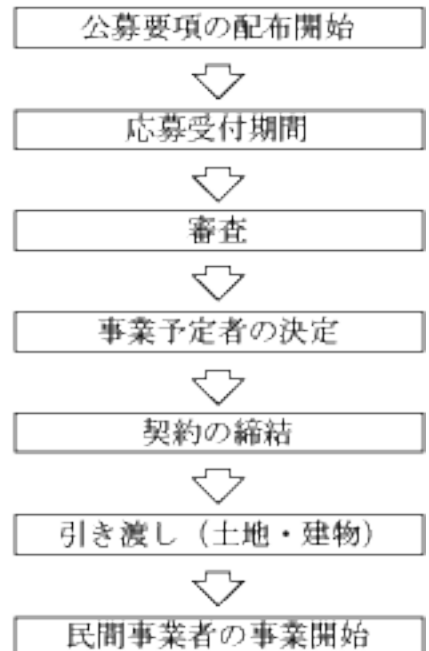 公募要項の配布開始
応募受付期間
審査
事業予定者の決定
契約の締結
引き渡し（土地・建物）
民間事業者の事業開始